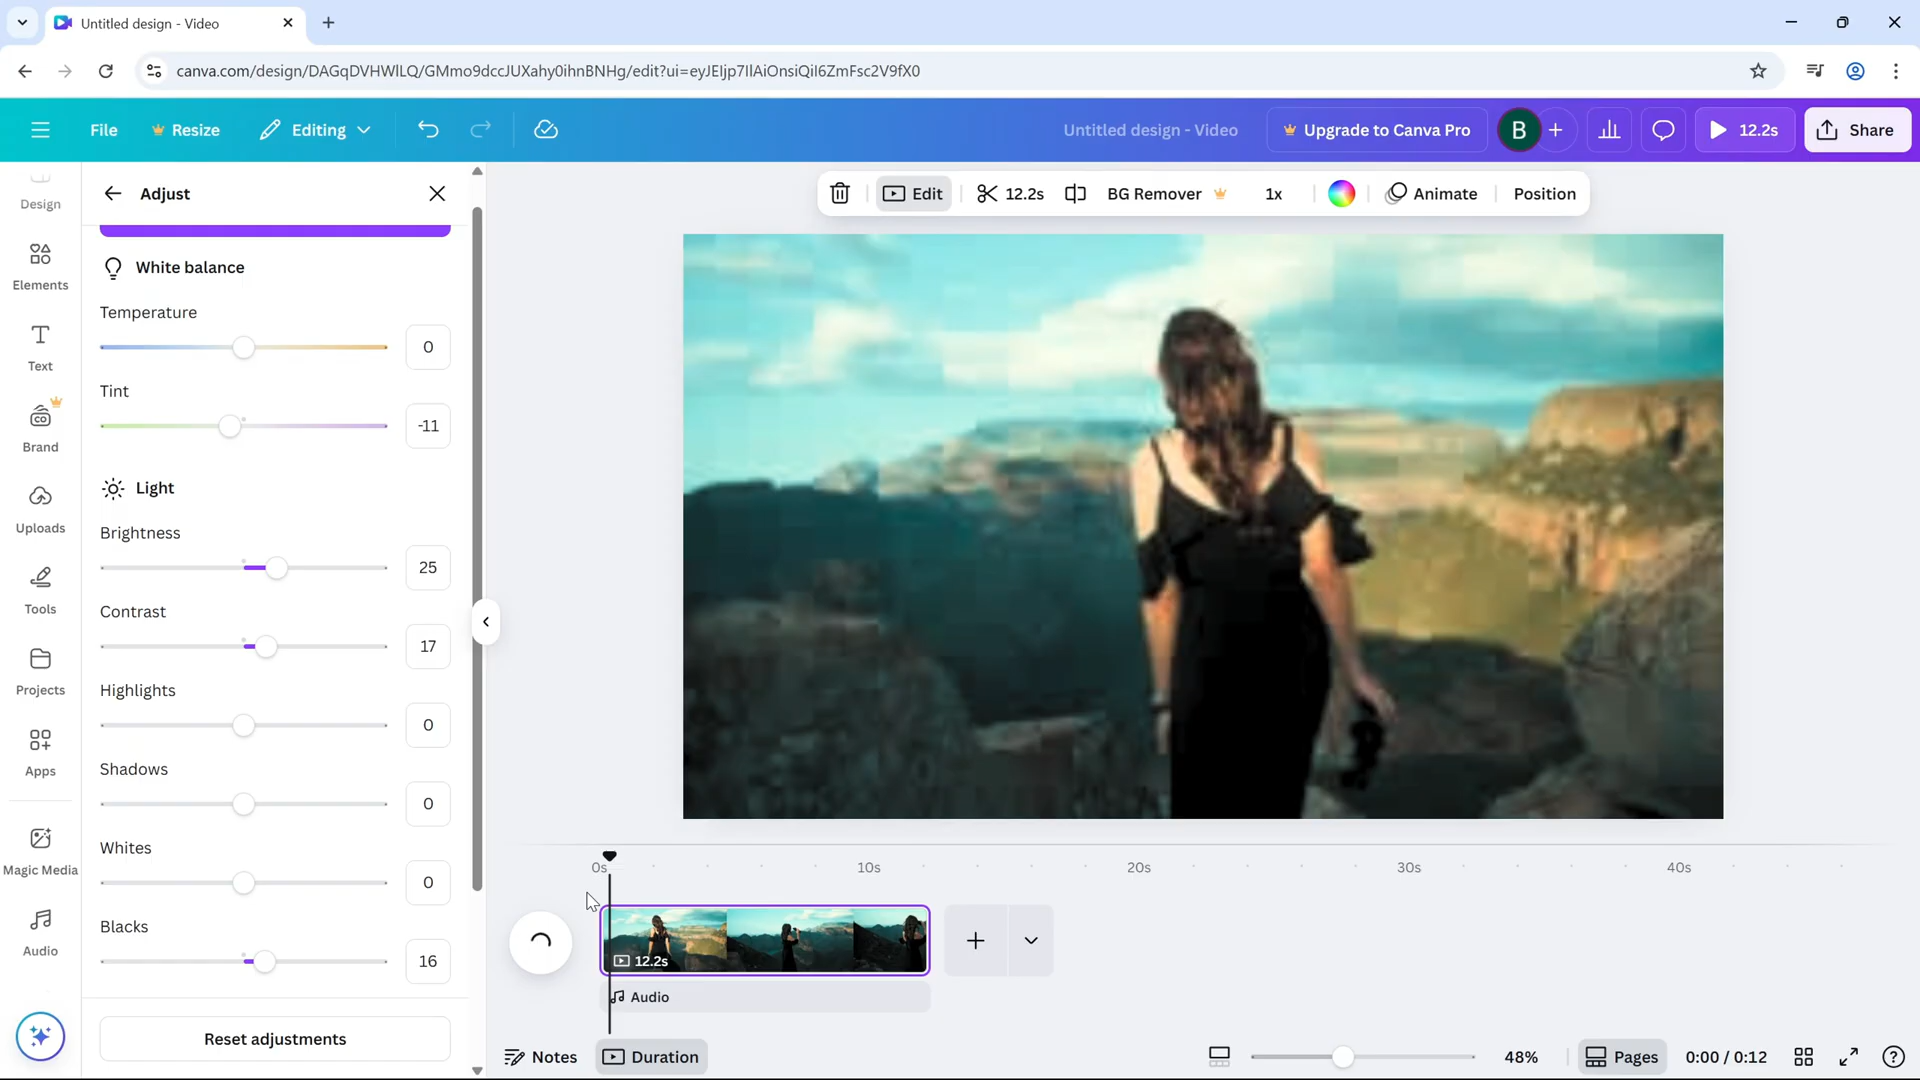 Untitled design - Video
canva.com/design/DAGqDVHWlLQ/GMmo9dccJUXahy0ihnBNHg/edit?ui=eyJEIjp7IlAiOnsiQiI6ZmFsc2V9fX0
File
Resize
Editing
Untitled design - Video
Upgrade to Canva Pro
B
12.2s
Share
Design
Elements
Text
Brand
Uploads
Tools
Projects
Apps
Magic Media
Audio
Adjust
White balance
Temperature
0
Tint
-11
Light
Brightness
25
Contrast
17
Highlights
0
Shadows
0
Whites
0
Blacks
16
Reset adjustments
Edit
12.2s
BG Remover
1x
Animate
Position
0s
10s
20s
30s
40s
12.2s
Audio
Notes
Duration
48%
Pages
0:00 / 0:12